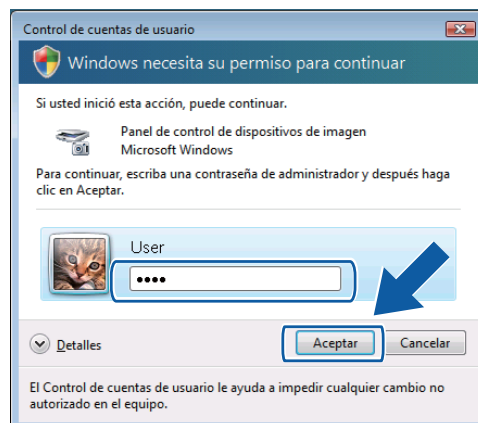 Control de cuentas de usuario
Windows necesita su permiso para continuar
Si usted inició esta acción, puede continuar.
Panel de control de dispositivos de imagen
Microsoft Windows
Para continuar, escriba una contraseña de administrador y después haga
clic en Aceptar.
User
••••
Detalles
Aceptar
Cancelar
El Control de cuentas de usuario le ayuda a impedir cualquier cambio no
autorizado en el equipo.